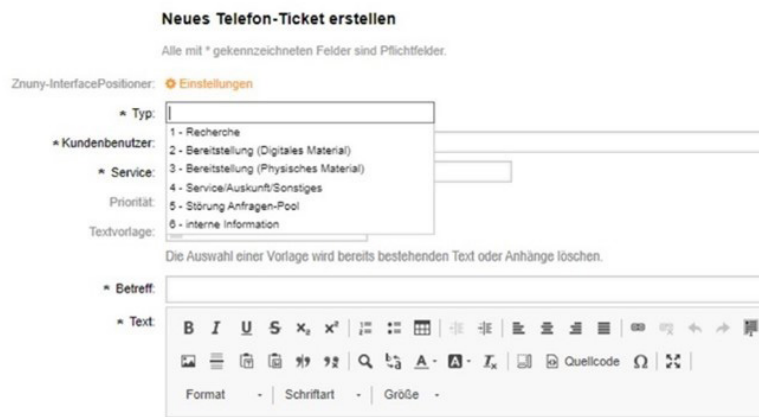 Neues Telefon-Ticket erstellen
Alle mit * gekennzeichneten Felder sind Pflichtfelder.
Znuny-InterfacePositioner: Einstellungen
* Typ:
1 - Recherche
* Kundenbenutzer:
2 - Bereitstellung (Digitales Material)
3 - Bereitstellung (Physisches Material)
* Service:
4 - Service/Auskunft/Sonstiges
Priorität:
5 - Störung Anfragen-Pool
6 - interne Information
Textvorlage:
Die Auswahl einer Vorlage wird bereits bestehenden Text oder Anhänge löschen.
* Betreff:
* Text:
B I U S x₂ x²
A A Ix Quellcode Ω
Format Schriftart Größe